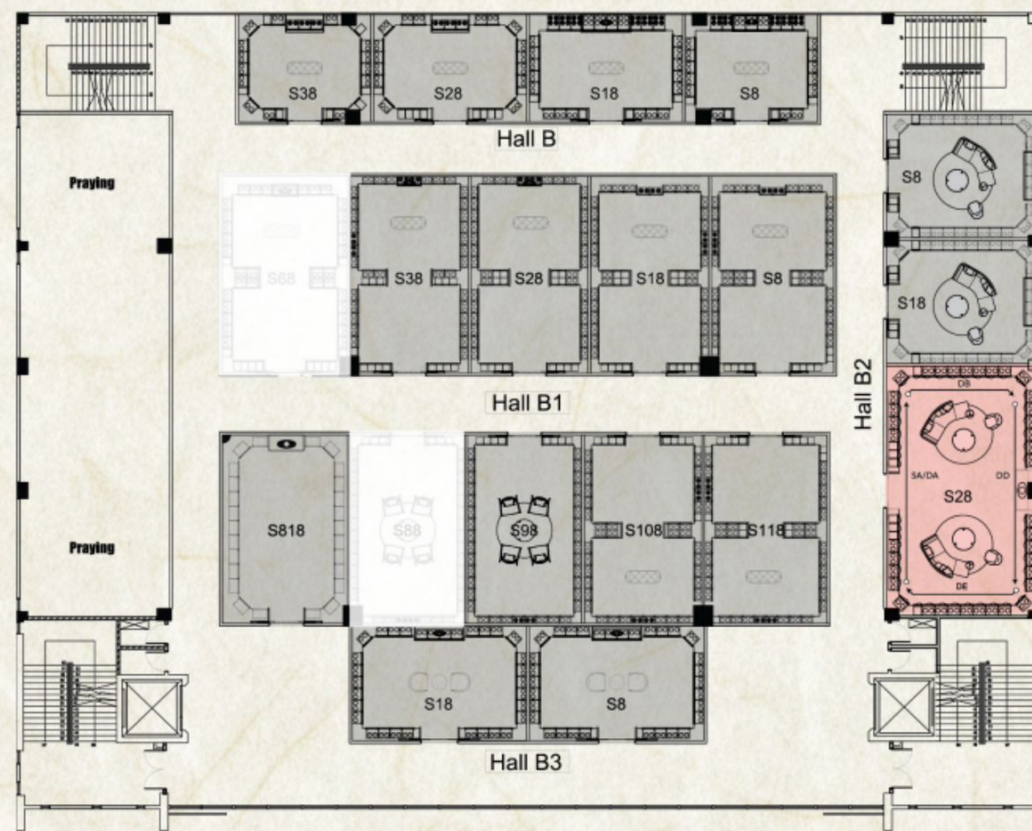 S38
S28
S18
S8
Hall B
Praying
S68
S38
S28
S18
S8
S8
S18
Hall B1
Hall B2
DB
SA/DA
DD
S28
DE
S818
S88
S98
S108
S118
Praying
S18
S8
Hall B3